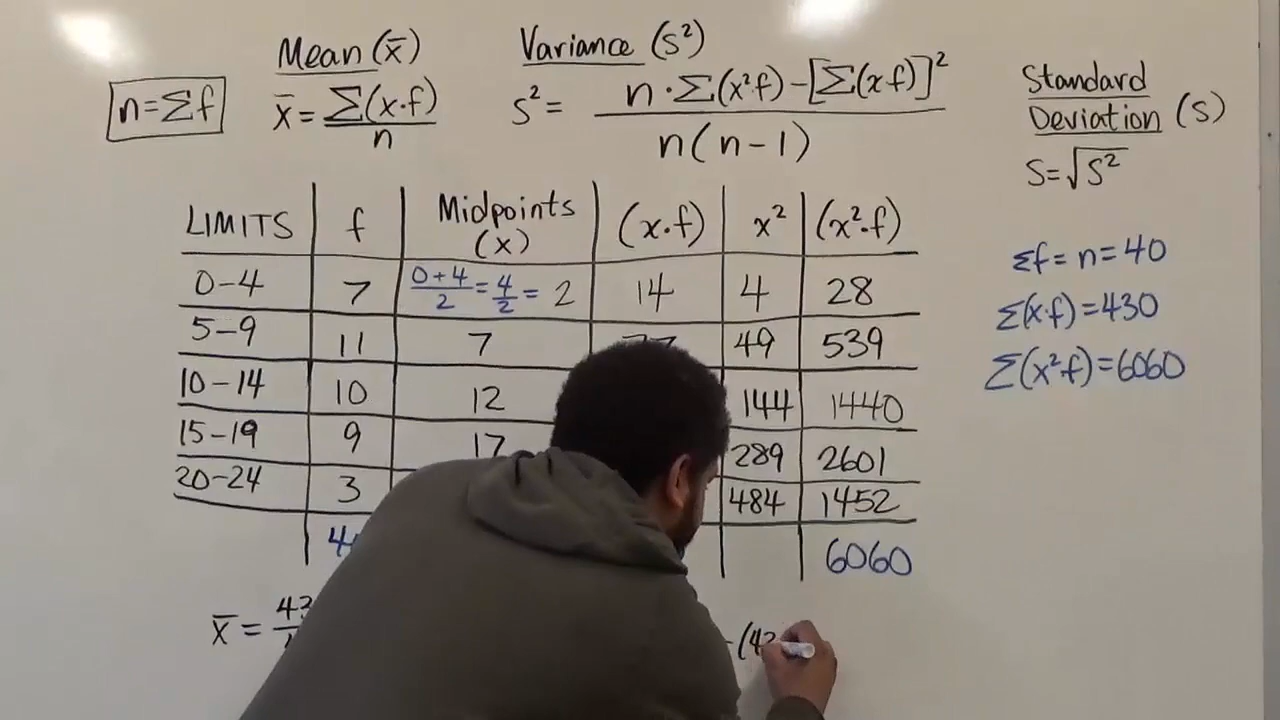 n=Σf
Mean (x̄)
x̄ = Σ(x·f)/n
Variance (s²)
s² = n·Σ(x²·f)−[Σ(x·f)]² / n(n−1)
Standard
Deviation (s)
s=√s²
LIMITS f Midpoints (x) (x·f) x² (x²·f)
0−4 7 0+4/2 = 4/2 = 2 14 4 28
5−9 11 7 49 539
10−14 10 12 144 1440
15−19 9 17 289 2601
20−24 3 484 1452
6060
Σf = n = 40
Σ(x·f)=430
Σ(x²·f)=6060
x̄ =